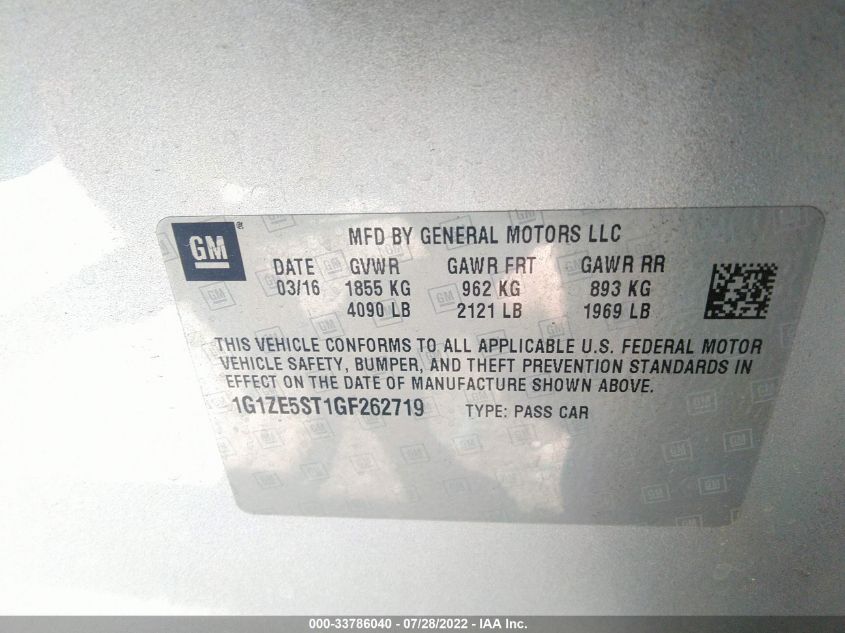 GM
MFD BY GENERAL MOTORS LLC
DATE GVWR GAWR FRT GAWR RR
03/16 1855 KG 962 KG 893 KG
4090 LB 2121 LB 1969 LB
THIS VEHICLE CONFORMS TO ALL APPLICABLE U.S. FEDERAL MOTOR
VEHICLE SAFETY, BUMPER, AND THEFT PREVENTION STANDARDS IN
EFFECT ON THE DATE OF MANUFACTURE SHOWN ABOVE.
1G1ZE5ST1GF262719 TYPE: PASS CAR
000-33786040 - 07/28/2022 - IAA Inc.